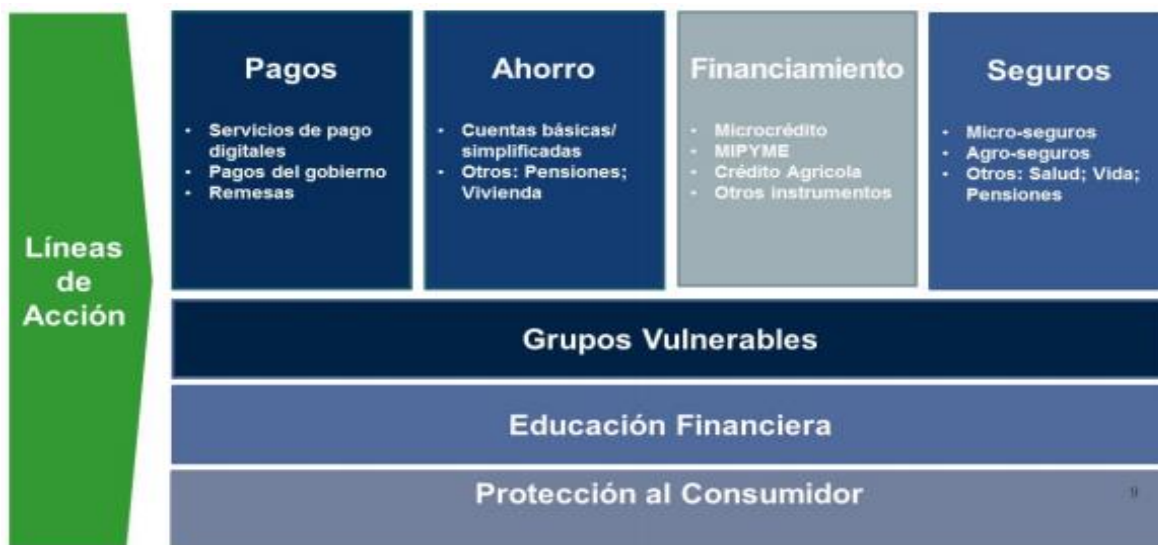 Líneas
de
Acción
Pagos
• Servicios de pago
digitales
• Pagos del gobierno
• Remesas
Ahorro
• Cuentas básicas/
simplificadas
• Otros: Pensiones;
Vivienda
Financiamiento
• Microcrédito
• MIPYME
• Crédito Agricola
• Otros instrumentos
Seguros
• Micro-seguros
• Agro-seguros
• Otros: Salud; Vida;
Pensiones
Grupos Vulnerables
Educación Financiera
Protección al Consumidor
9